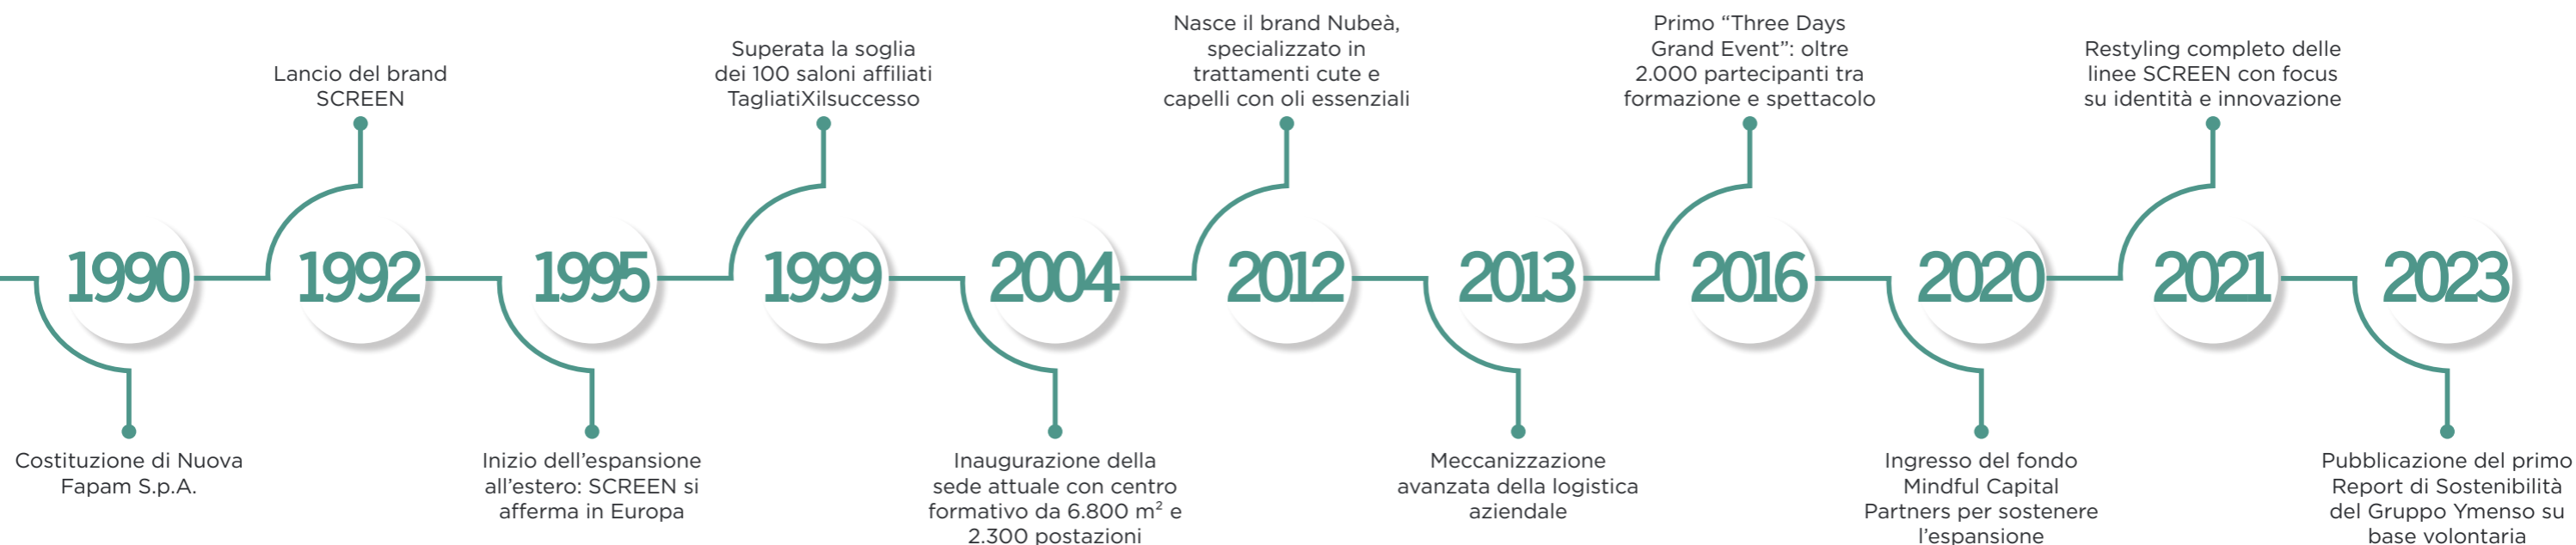 1990
Costituzione di Nuova
Fapam S.p.A.
Lancio del brand
SCREEN
1992
1995
Inizio dell’espansione
all’estero: SCREEN si
afferma in Europa
Superata la soglia
dei 100 saloni affiliati
TagliatiXilsuccesso
1999
2004
Inaugurazione della
sede attuale con centro
formativo da 6.800 m² e
2.300 postazioni
Nasce il brand Nubeà,
specializzato in
trattamenti cute e
capelli con oli essenziali
2012
2013
Meccanizzazione
avanzata della logistica
aziendale
Primo “Three Days
Grand Event”: oltre
2.000 partecipanti tra
formazione e spettacolo
2016
2020
Ingresso del fondo
Mindful Capital
Partners per sostenere
l’espansione
Restyling completo delle
linee SCREEN con focus
su identità e innovazione
2021
2023
Pubblicazione del primo
Report di Sostenibilità
del Gruppo Ymenso su
base volontaria